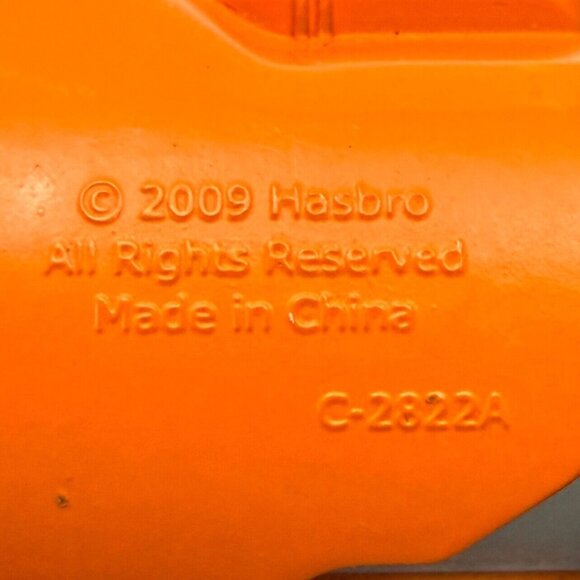 © 2009 Hasbro
All Rights Reserved
Made in China
C-2822A